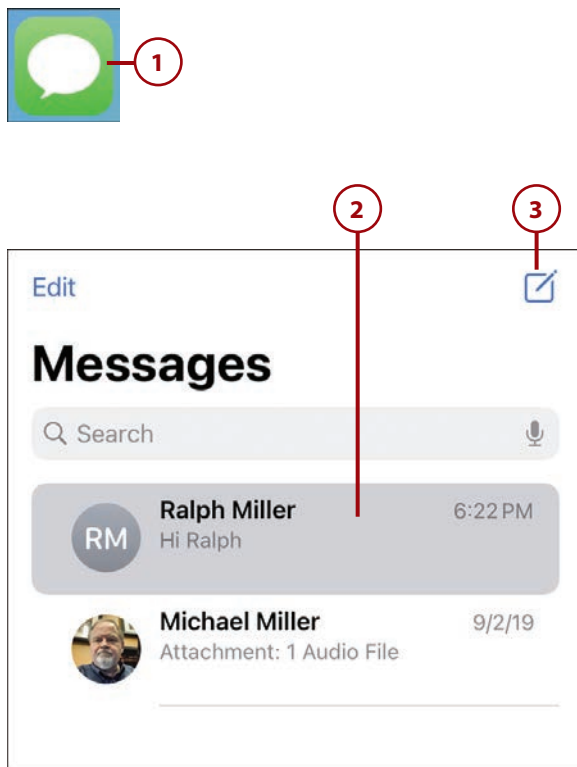 1
2
3
Edit
Messages
Search
Ralph Miller 6:22 PM
RM
Hi Ralph
Michael Miller 9/2/19
Attachment: 1 Audio File